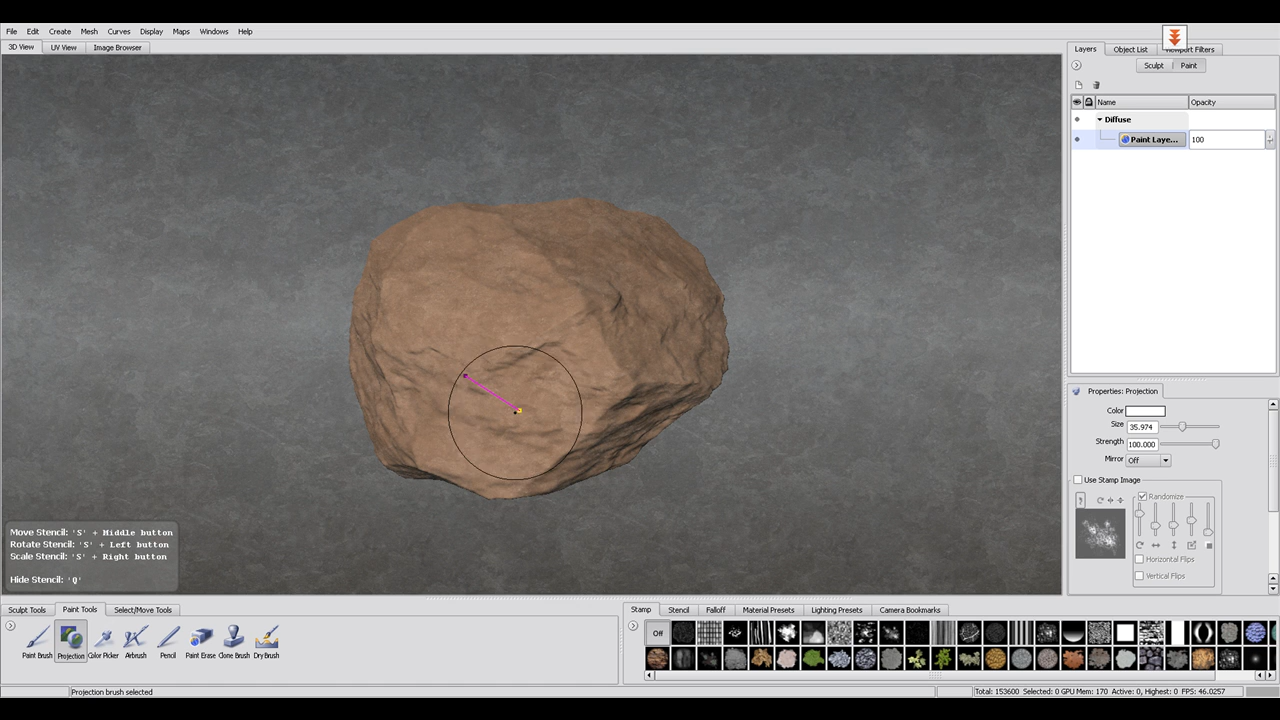 File Edit Create Mesh Curves Display Maps Windows Help
3D View UV View Image Browser
Layers Object List Viewport Filters
Sculpt Paint
Name Opacity
Diffuse
Paint Laye... 100
Properties: Projection
Color
Size 35.974
Strength 100.000
Mirror Off
Use Stamp Image
Randomize
Horizontal Flips
Vertical Flips
Move Stencil: 'S' + Middle button
Rotate Stencil: 'S' + Left button
Scale Stencil: 'S' + Right button
Hide Stencil: 'Q'
Sculpt Tools Paint Tools Select/Move Tools
Paint Brush Projection Color Picker Airbrush Pencil Paint Erase Clone Brush Dry Brush
Stamp Stencil Falloff Material Presets Lighting Presets Camera Bookmarks
Off
Projection brush selected
Total: 153600 Selected: 0 GPU Mem: 170 Active: 0, Highest: 0 FPS: 46.0257